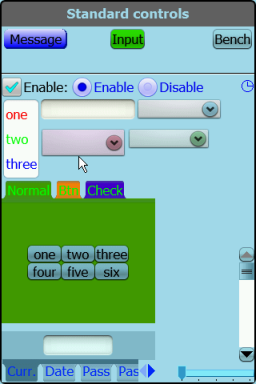 Standard controls
Message Input Bench
Enable: Enable Disable
one
two
three
Normal Check
one two three
four five six
Curr. Date Pass Pas